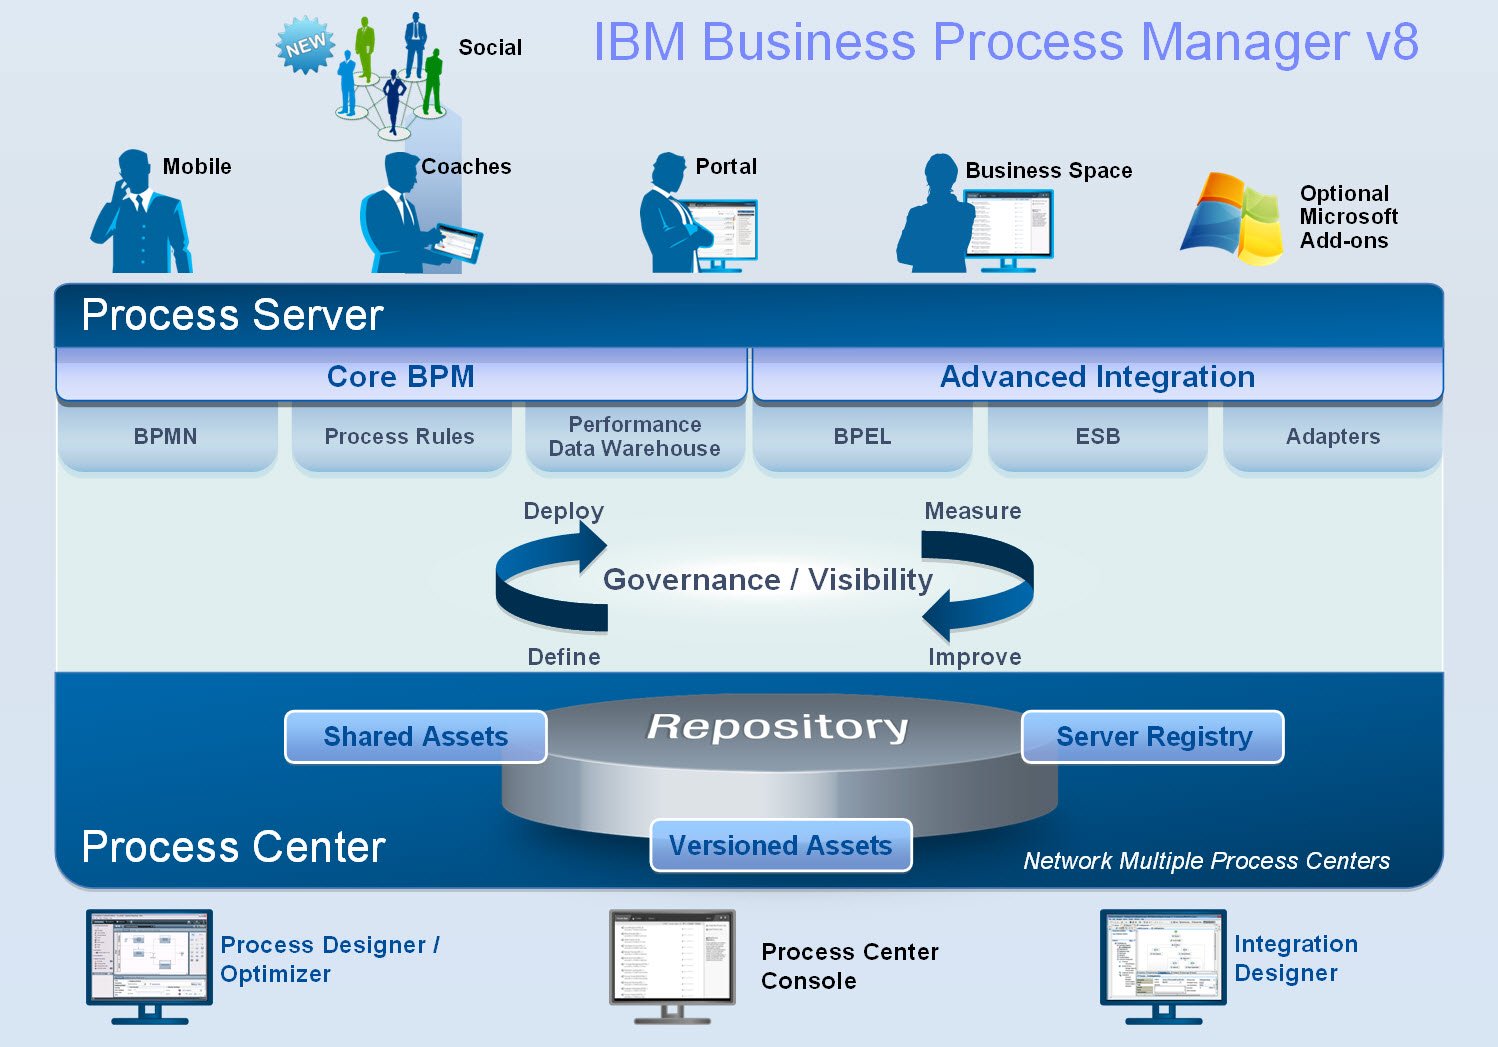 IBM Business Process Manager v8
NEW
Social
Mobile
Coaches
Portal
Business Space
Optional
Microsoft
Add-ons
Process Server
Core BPM
Advanced Integration
BPMN
Process Rules
Performance
Data Warehouse
BPEL
ESB
Adapters
Deploy
Measure
Governance / Visibility
Define
Improve
Repository
Shared Assets
Server Registry
Versioned Assets
Process Center
Network Multiple Process Centers
Process Designer /
Optimizer
Process Center
Console
Integration
Designer